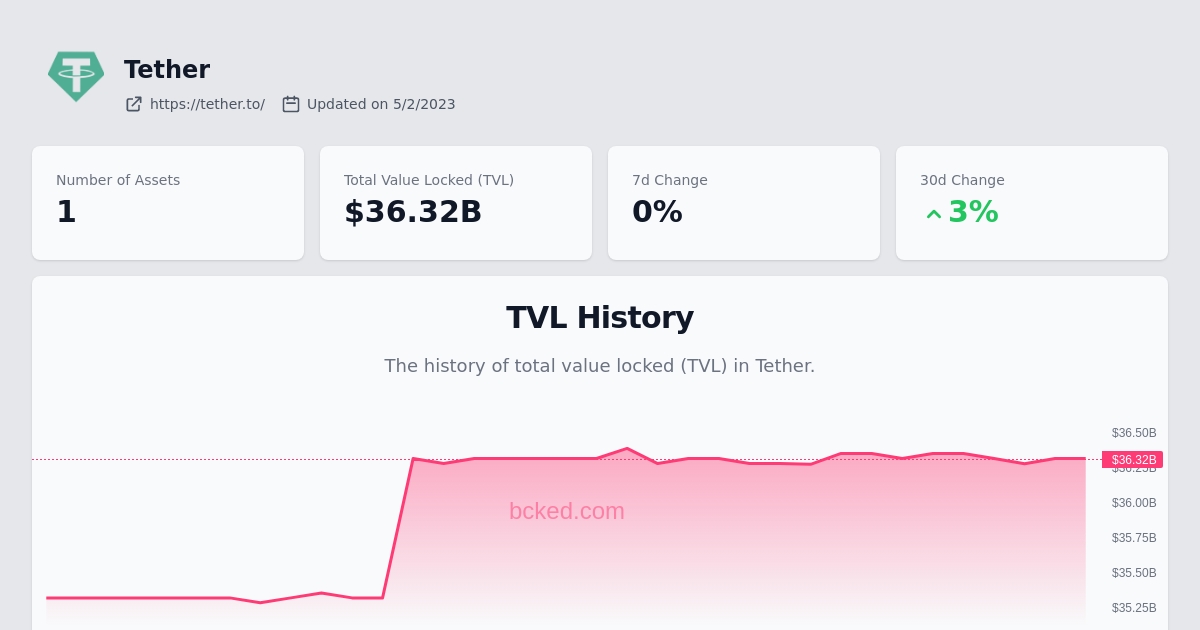 Tether
https://tether.to/ Updated on 5/2/2023
Number of Assets
1
Total Value Locked (TVL)
$36.32B
7d Change
0%
30d Change
3%
TVL History
The history of total value locked (TVL) in Tether.
$36.50B
$36.32B
$36.25B
$36.00B
$35.75B
$35.50B
$35.25B
bcked.com